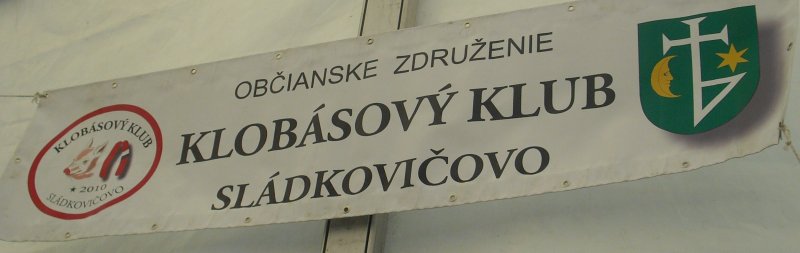 OBČIANSKE ZDRUŽENIE
KLOBÁSOVÝ KLUB
SLÁDKOVIČOVO
KLOBÁSOVÝ KLUB
* 2010
SLÁDKOVIČOVO